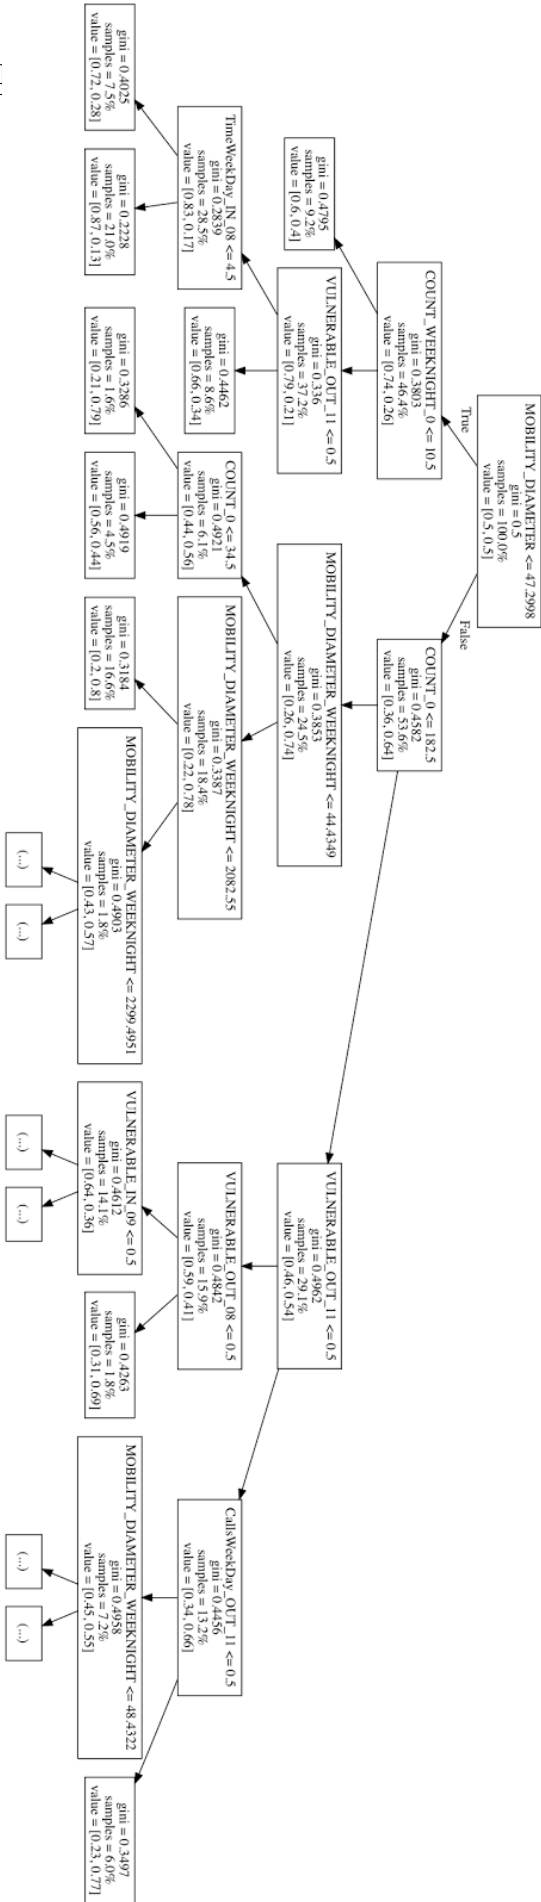 MOBILITY_DIAMETER <= 47.2998
gini = 0.5
samples = 100.0%
value = [0.5, 0.5]
True
False
COUNT_WEEKNIGHT_0 <= 10.5
gini = 0.3803
samples = 46.4%
value = [0.74, 0.26]
COUNT_0 <= 182.5
gini = 0.4582
samples = 53.6%
value = [0.36, 0.64]
gini = 0.4795
samples = 9.2%
value = [0.6, 0.4]
VULNERABLE_OUT_11 <= 0.5
gini = 0.336
samples = 37.2%
value = [0.79, 0.21]
MOBILITY_DIAMETER_WEEKNIGHT <= 44.4349
gini = 0.3853
samples = 24.5%
value = [0.26, 0.74]
VULNERABLE_OUT_11 <= 0.5
gini = 0.4962
samples = 29.1%
value = [0.46, 0.54]
TimeWeekDay_IN_08 <= 4.5
gini = 0.2839
samples = 28.5%
value = [0.83, 0.17]
gini = 0.4462
samples = 8.6%
value = [0.66, 0.34]
COUNT_0 <= 34.5
gini = 0.4921
samples = 6.1%
value = [0.44, 0.56]
MOBILITY_DIAMETER_WEEKNIGHT <= 2082.55
gini = 0.3387
samples = 18.4%
value = [0.22, 0.78]
VULNERABLE_OUT_08 <= 0.5
gini = 0.4842
samples = 15.9%
value = [0.59, 0.41]
CallsWeekDay_OUT_11 <= 0.5
gini = 0.4456
samples = 13.2%
value = [0.34, 0.66]
gini = 0.4025
samples = 7.5%
value = [0.72, 0.28]
gini = 0.2228
samples = 21.0%
value = [0.87, 0.13]
gini = 0.3286
samples = 1.6%
value = [0.21, 0.79]
gini = 0.4919
samples = 4.5%
value = [0.56, 0.44]
gini = 0.3184
samples = 16.6%
value = [0.2, 0.8]
MOBILITY_DIAMETER_WEEKNIGHT <= 2299.4951
gini = 0.4903
samples = 1.8%
value = [0.43, 0.57]
VULNERABLE_IN_09 <= 0.5
gini = 0.4612
samples = 14.1%
value = [0.64, 0.36]
gini = 0.4263
samples = 1.8%
value = [0.31, 0.69]
MOBILITY_DIAMETER_WEEKNIGHT <= 48.4322
gini = 0.4958
samples = 7.2%
value = [0.45, 0.55]
gini = 0.3497
samples = 6.0%
value = [0.23, 0.77]
(...)
(...)
(...)
(...)
(...)
(...)